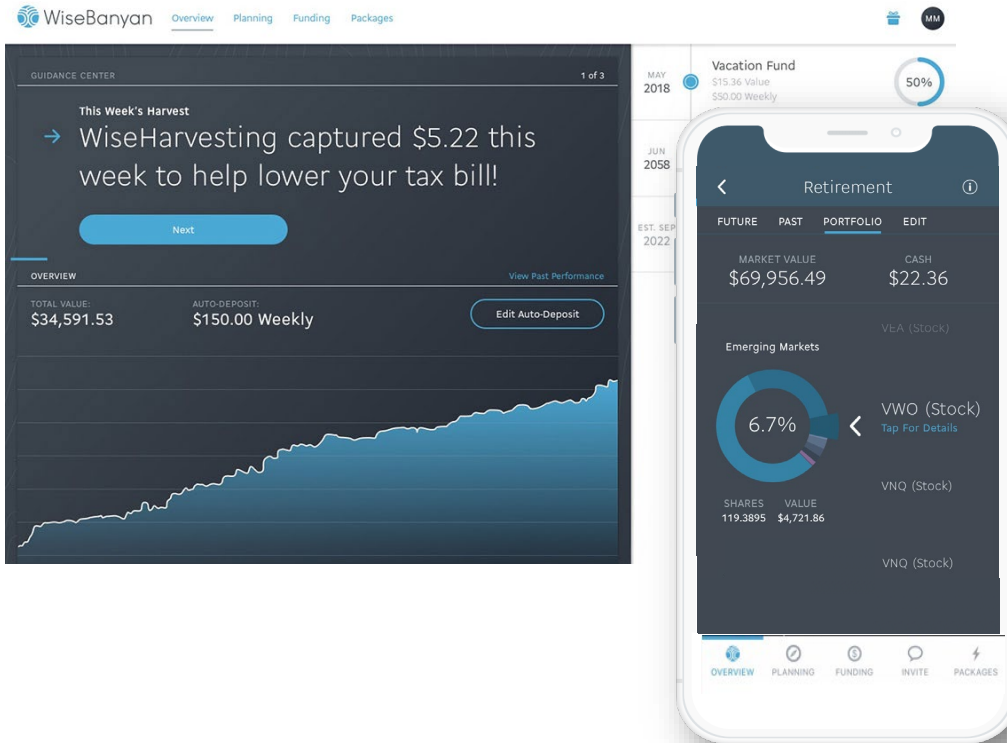 WiseBanyan
Overview Planning Funding Packages
MM
GUIDANCE CENTER 1 of 3
This Week's Harvest
WiseHarvesting captured $5.22 this
week to help lower your tax bill!
Next
OVERVIEW View Past Performance
TOTAL VALUE: AUTO-DEPOSIT:
$34,591.53 $150.00 Weekly
Edit Auto-Deposit
MAY
2018
Vacation Fund
$15.36 Value
$50.00 Weekly
50%
JUN
2058
EST. SEP
2022
Retirement
FUTURE PAST PORTFOLIO EDIT
MARKET VALUE CASH
$69,956.49 $22.36
VEA (Stock)
Emerging Markets
6.7%
VWO (Stock)
Tap For Details
VNQ (Stock)
SHARES VALUE
119.3895 $4,721.86
VNQ (Stock)
OVERVIEW PLANNING FUNDING INVITE PACKAGES